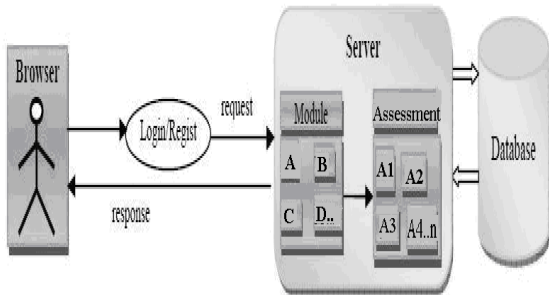 Browser
Login/Regist
request
response
Server
Module
A
B
C
D..
Assessment
A1
A2
A3
A4..n
Database